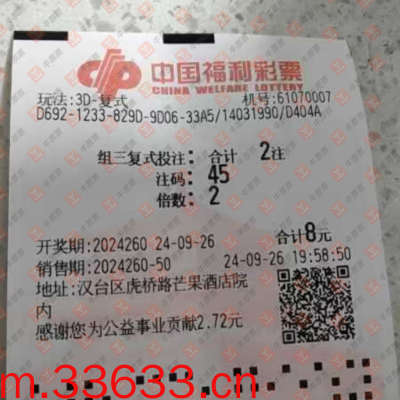 中国福利彩票
CHINA WELFARE LOTTERY
玩法:3D-复式 机号:61070007
D692-1233-829D-9D06-33A5/14031990/D404A
组三复式投注: 合计 2注
注码: 45
倍数: 2
开奖期:2024260 24-09-26 合计8元
销售期:2024260-50 24-09-26 19:58:50
地址:汉台区虎桥路芒果酒店院
内
感谢您为公益事业贡献2.72元
m.33633.cn